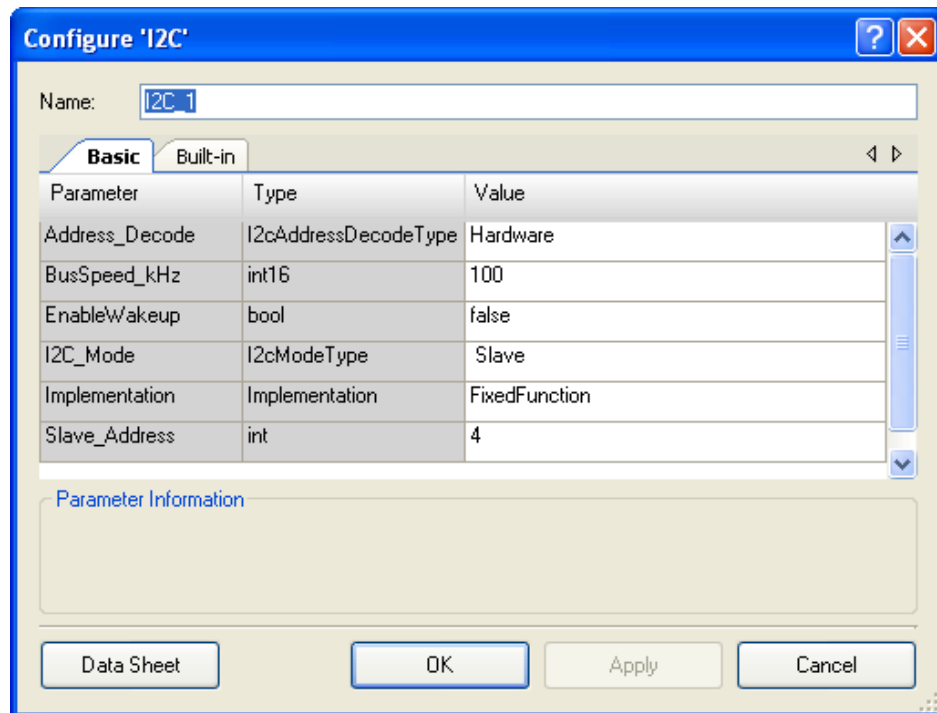 Configure 'I2C'
Name: I2C_1
Basic Built-in
Parameter Type Value
Address_Decode I2cAddressDecodeType Hardware
BusSpeed_kHz int16 100
EnableWakeup bool false
I2C_Mode I2cModeType Slave
Implementation Implementation FixedFunction
Slave_Address int 4
Parameter Information
Data Sheet OK Apply Cancel